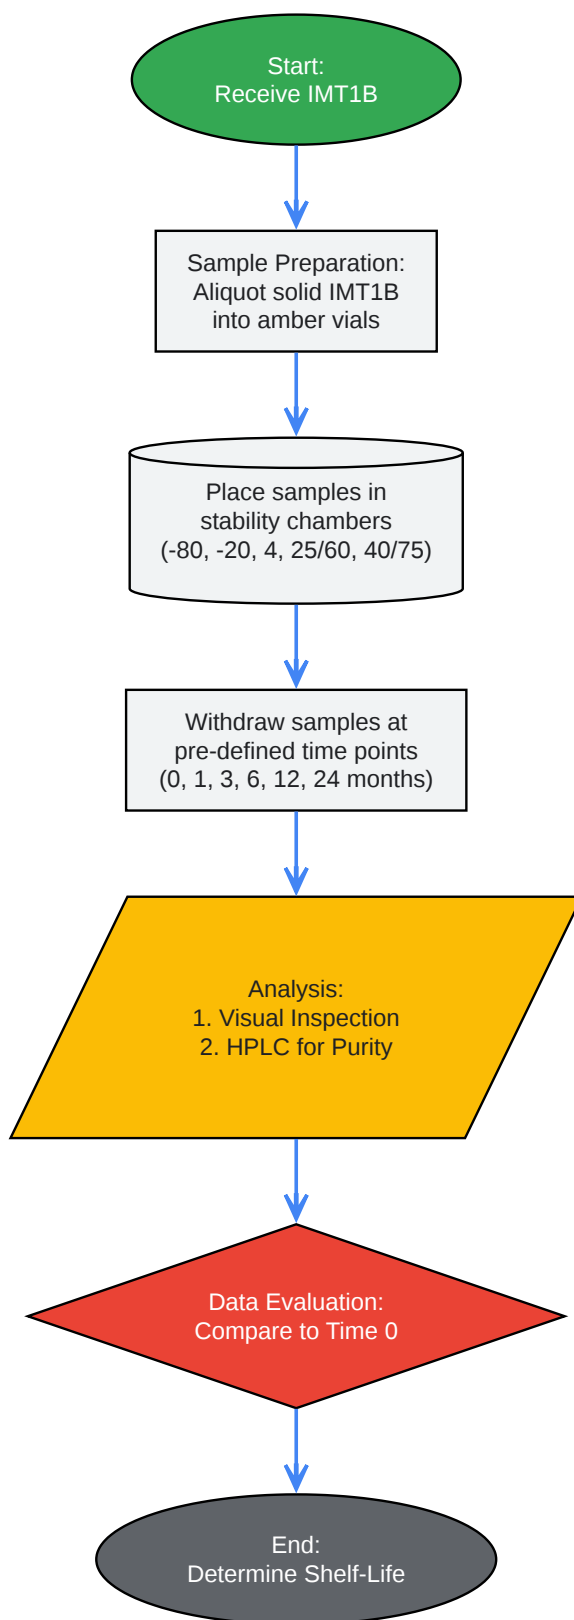 Start:
Receive IMT1B
Sample Preparation:
Aliquot solid IMT1B
into amber vials
Place samples in
stability chambers
(-80, -20, 4, 25/60, 40/75)
Withdraw samples at
pre-defined time points
(0, 1, 3, 6, 12, 24 months)
Analysis:
1. Visual Inspection
2. HPLC for Purity
Data Evaluation:
Compare to Time 0
End:
Determine Shelf-Life